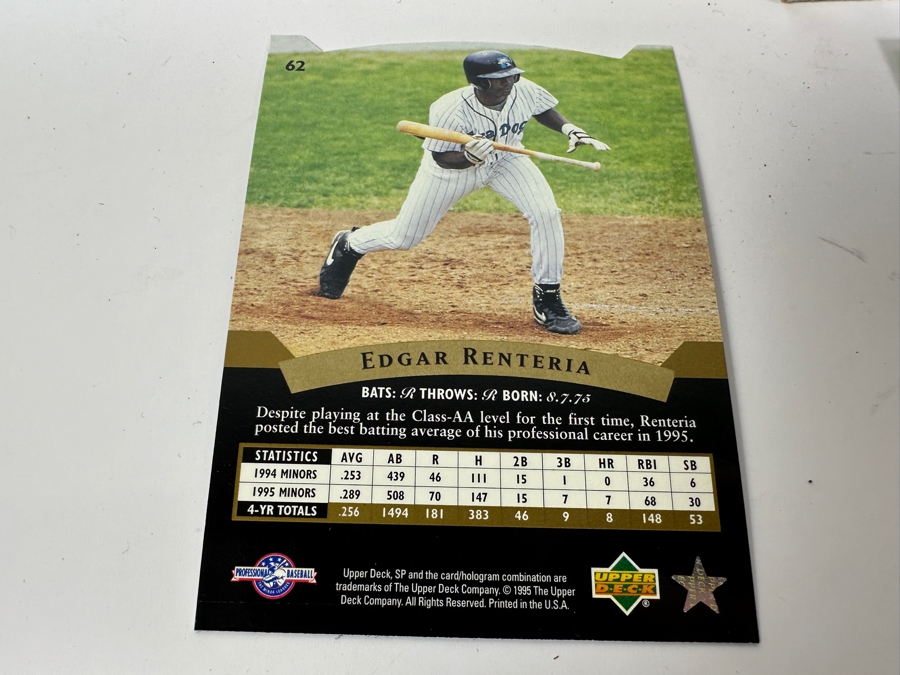 62
Sea Dogs
EDGAR RENTERIA
BATS: R THROWS: R BORN: 8.7.75
Despite playing at the Class-AA level for the first time, Renteria
posted the best batting average of his professional career in 1995.
STATISTICS AVG AB R H 2B 3B HR RBI SB
1994 MINORS .253 439 46 111 15 1 0 36 6
1995 MINORS .289 508 70 147 15 7 7 68 30
4-YR TOTALS .256 1494 181 383 46 9 8 148 53
PROFESSIONAL BASEBALL
Upper Deck, SP and the card/hologram combination are
trademarks of The Upper Deck Company. © 1995 The Upper
Deck Company. All Rights Reserved. Printed in the U.S.A.
UPPER
D·E·C·K
®